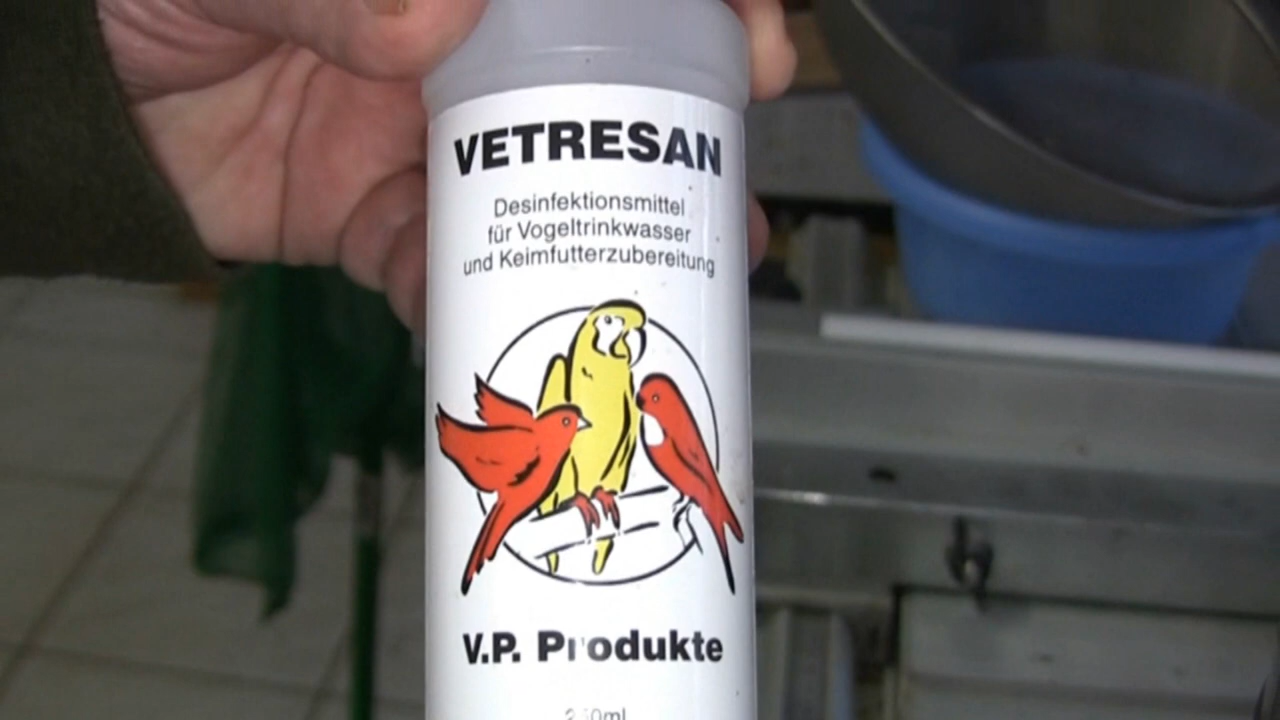 VETRESAN
Desinfektionsmittel
für Vogeltrinkwasser
und Keimfutterzubereitung
V.P. Produkte